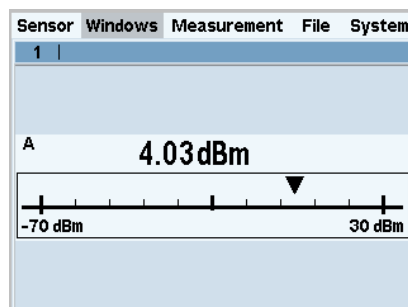 Sensor Windows Measurement File System
1
A
4.03dBm
-70 dBm 30 dBm